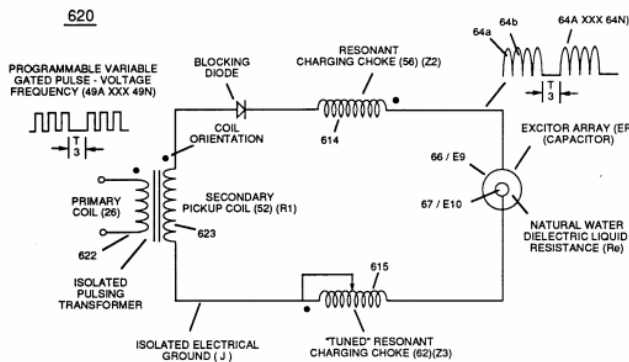 620
PROGRAMMABLE VARIABLE
GATED PULSE - VOLTAGE
FREQUENCY (49A XXX 49N)
T
3
BLOCKING
DIODE
RESONANT
CHARGING CHOKE (56) (Z2)
614
64a
64b
64A XXX 64N)
T
3
COIL
ORIENTATION
EXCITOR ARRAY (ER)
(CAPACITOR)
66 / E9
67 / E10
PRIMARY
COIL (26)
SECONDARY
PICKUP COIL (52) (R1)
623
622
ISOLATED
PULSING
TRANSFORMER
NATURAL WATER
DIELECTRIC LIQUID
RESISTANCE (Re)
615
ISOLATED ELECTRICAL
GROUND ( J )
"TUNED" RESONANT
CHARGING CHOKE (62)(Z3)